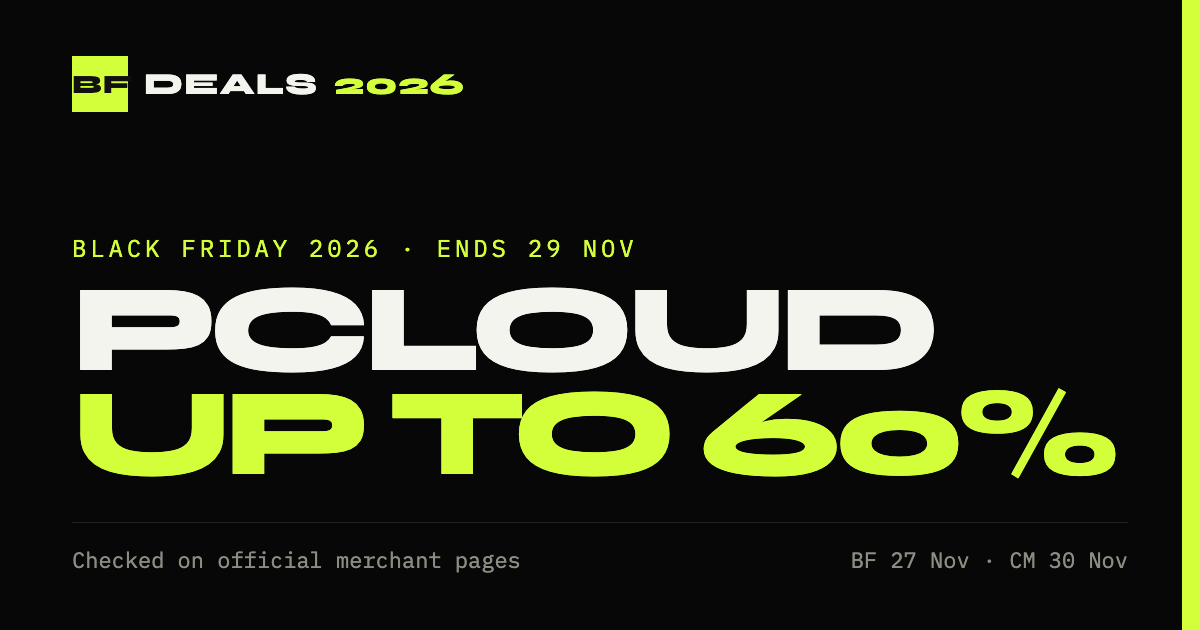 BF DEALS 2026
BLACK FRIDAY 2026 · ENDS 29 NOV
PCLOUD
UP TO 60%
Checked on official merchant pages
BF 27 Nov · CM 30 Nov